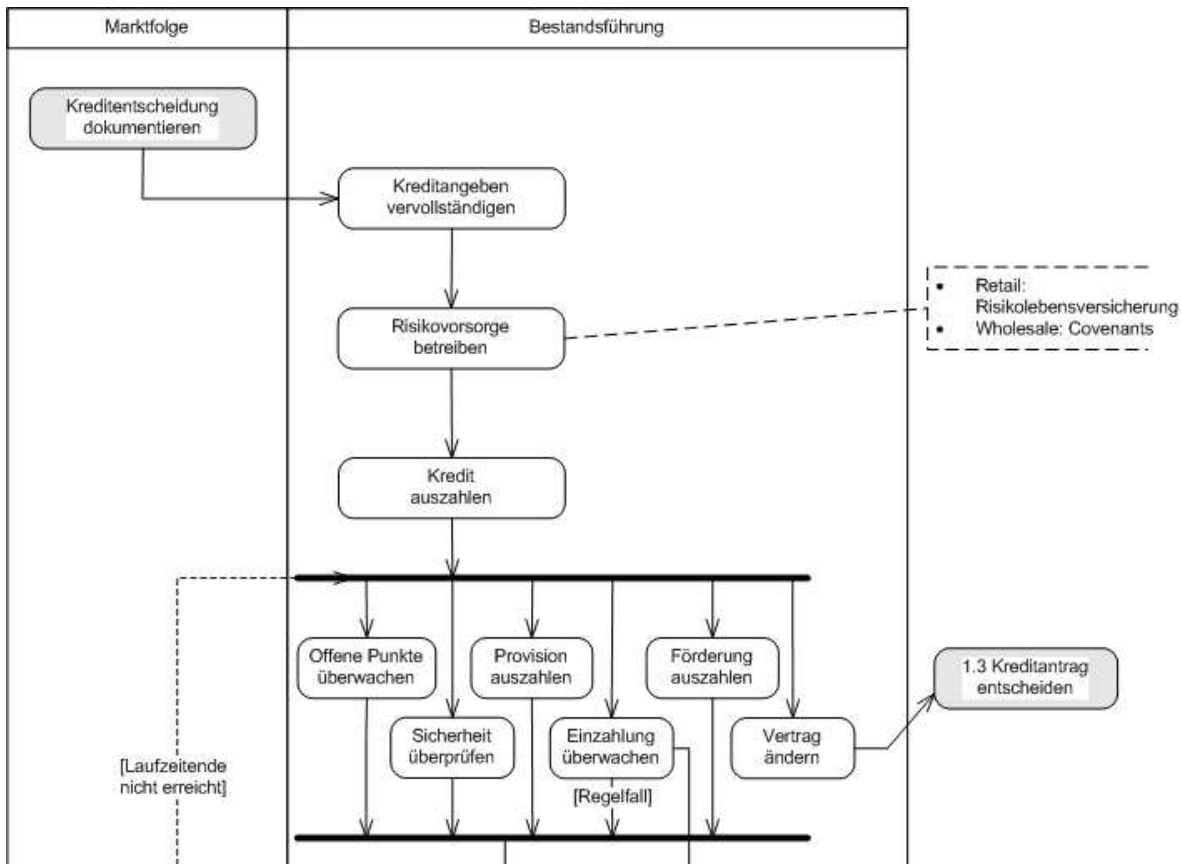 Marktfolge
Bestandsführung
Kreditentscheidung
dokumentieren
Kreditangeben
vervollständigen
Risikovorsorge
betreiben
• Retail:
Risikolebensversicherung
• Wholesale: Covenants
Kredit
auszahlen
Offene Punkte
überwachen
Provision
auszahlen
Förderung
auszahlen
1.3 Kreditantrag
entscheiden
Sicherheit
überprüfen
Einzahlung
überwachen
Vertrag
ändern
[Laufzeitende
nicht erreicht]
[Regelfall]